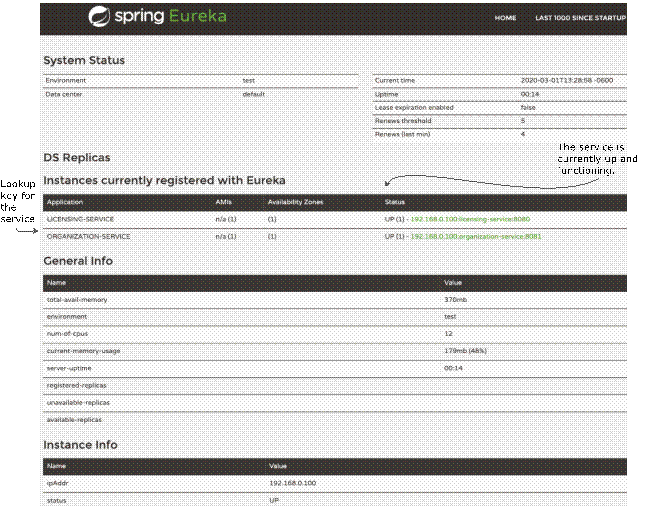 spring Eureka
HOME LAST 1000 SINCE STARTUP
System Status
Environment test
Data center default
Current time 2020-03-01T13:28:58 -0600
Uptime 00:14
Lease expiration enabled false
Renews threshold 5
Renews (last min) 4
The service is
currently up and
functioning.
DS Replicas
Instances currently registered with Eureka
Lookup
key for
the
service
Application AMIs Availability Zones Status
LICENSING-SERVICE n/a (1) (1) UP (1) - 192.168.0.100:licensing-service:8080
ORGANIZATION-SERVICE n/a (1) (1) UP (1) - 192.168.0.100:organization-service:8081
General Info
Name Value
total-avail-memory 370mb
environment test
num-of-cpus 12
current-memory-usage 179mb (48%)
server-uptime 00:14
registered-replicas
unavailable-replicas
available-replicas
Instance Info
Name Value
ipAddr 192.168.0.100
status UP